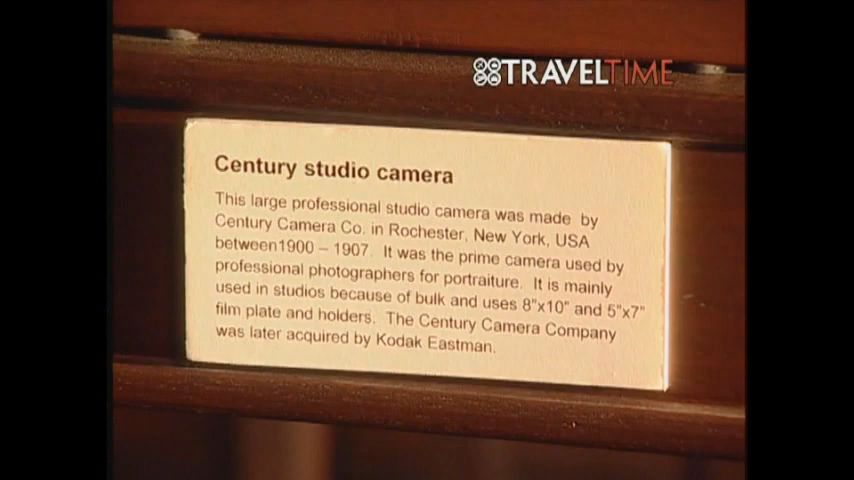 TRAVELTIME
Century studio camera
This large professional studio camera was made by
Century Camera Co. in Rochester, New York, USA
between1900 – 1907. It was the prime camera used by
professional photographers for portraiture. It is mainly
used in studios because of bulk and uses 8"x10" and 5"x7"
film plate and holders. The Century Camera Company
was later acquired by Kodak Eastman.